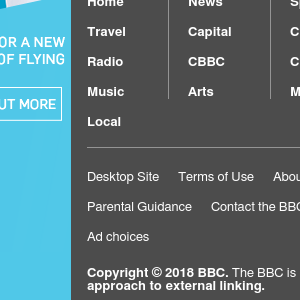 Home News
OR A NEW
OF FLYING
UT MORE
Travel Capital
Radio CBBC
Music Arts
Local
Desktop Site Terms of Use Abou
Parental Guidance Contact the BBC
Ad choices
Copyright © 2018 BBC. The BBC is
approach to external linking.